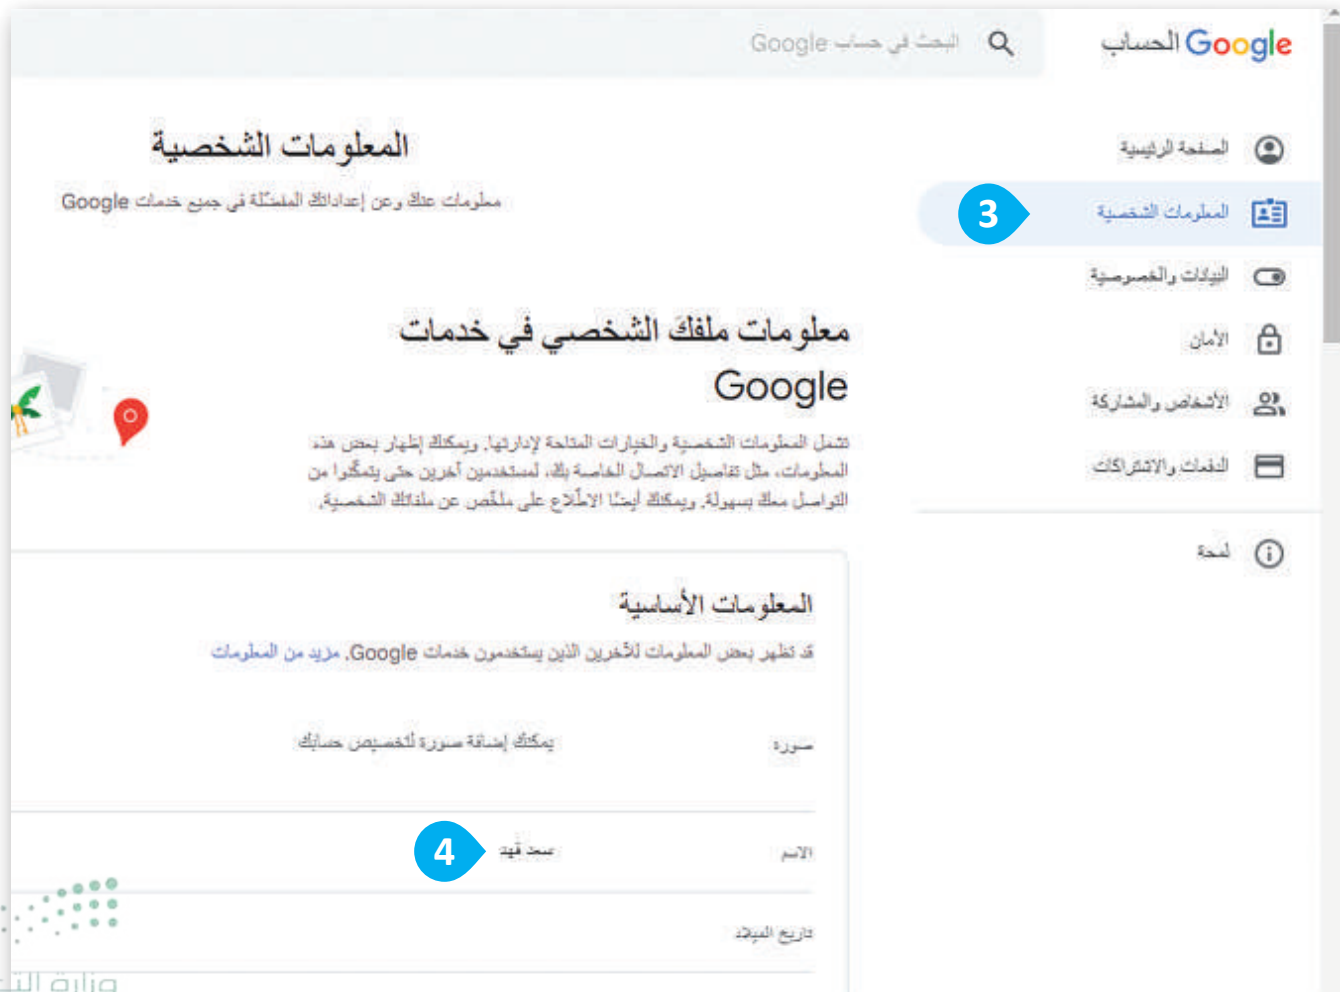 Google الحساب
البحث في حساب Google
الصفحة الرئيسية
3
المعلومات الشخصية
البيانات والخصوصية
الأمان
الأشخاص والمشاركة
الدفعات والاشتراكات
لمحة
المعلومات الشخصية
معلومات عنك وعن إعداداتك المفضّلة في جميع خدمات Google
معلومات ملفكَ الشخصي في خدمات
Google
تشمل المعلومات الشخصية والخيارات المتاحة لإدارتها. ويمكنك إظهار بعض هذه
المعلومات، مثل تفاصيل الاتصال الخاصة بك، لمستخدمين آخرين حتى يتمكّنوا من
التواصل معك بسهولة. ويمكنك أيضًا الاطّلاع على ملخّص عن ملفاتك الشخصية.
المعلومات الأساسية
قد تظهر بعض المعلومات للآخرين الذين يستخدمون خدمات Google. مزيد من المعلومات
صورة
يمكنك إضافة صورة لتخصيص حسابك
الاسم
سعد فهد
4
تاريخ الميلاد
وزارة التـ